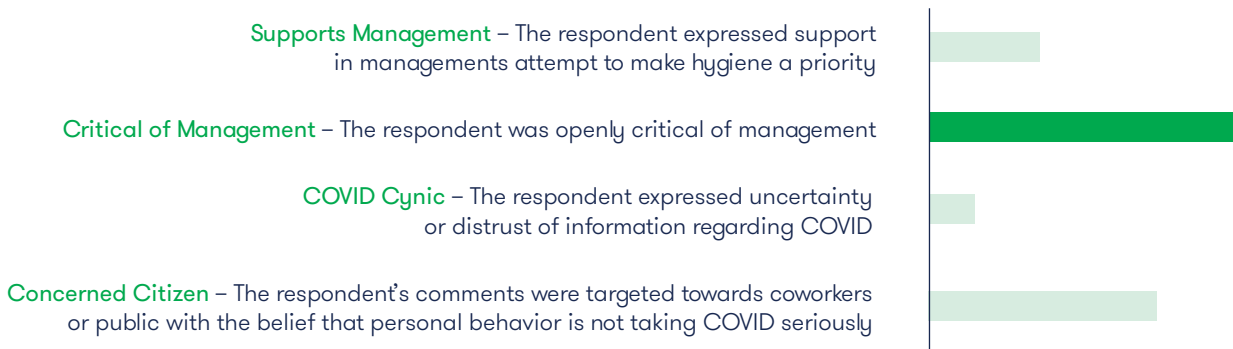 Supports Management – The respondent expressed support
in managements attempt to make hygiene a priority
Critical of Management – The respondent was openly critical of management
COVID Cynic – The respondent expressed uncertainty
or distrust of information regarding COVID
Concerned Citizen – The respondent’s comments were targeted towards coworkers
or public with the belief that personal behavior is not taking COVID seriously